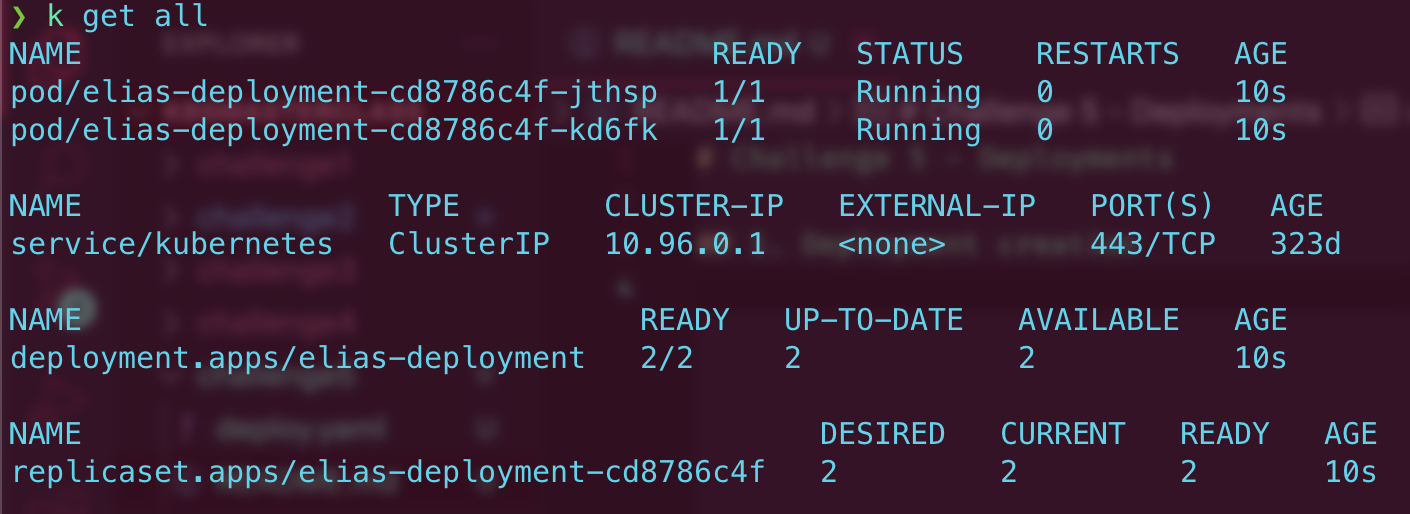 ❯ k get all
NAME READY STATUS RESTARTS AGE
pod/elias-deployment-cd8786c4f-jthsp 1/1 Running 0 10s
pod/elias-deployment-cd8786c4f-kd6fk 1/1 Running 0 10s
NAME TYPE CLUSTER-IP EXTERNAL-IP PORT(S) AGE
service/kubernetes ClusterIP 10.96.0.1 <none> 443/TCP 323d
NAME READY UP-TO-DATE AVAILABLE AGE
deployment.apps/elias-deployment 2/2 2 2 10s
NAME DESIRED CURRENT READY AGE
replicaset.apps/elias-deployment-cd8786c4f 2 2 2 10s